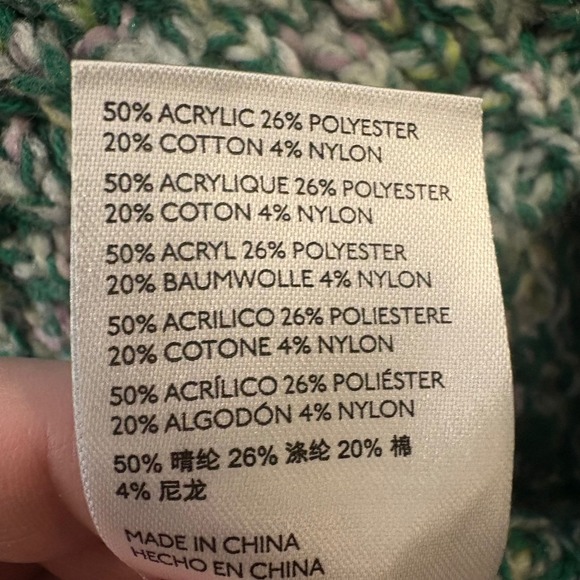 50% ACRYLIC 26% POLYESTER
20% COTTON 4% NYLON
50% ACRYLIQUE 26% POLYESTER
20% COTON 4% NYLON
50% ACRYL 26% POLYESTER
20% BAUMWOLLE 4% NYLON
50% ACRILICO 26% POLIESTERE
20% COTONE 4% NYLON
50% ACRÍLICO 26% POLIÉSTER
20% ALGODÓN 4% NYLON
50% 晴纶 26% 涤纶 20% 棉
4% 尼龙
MADE IN CHINA
HECHO EN CHINA